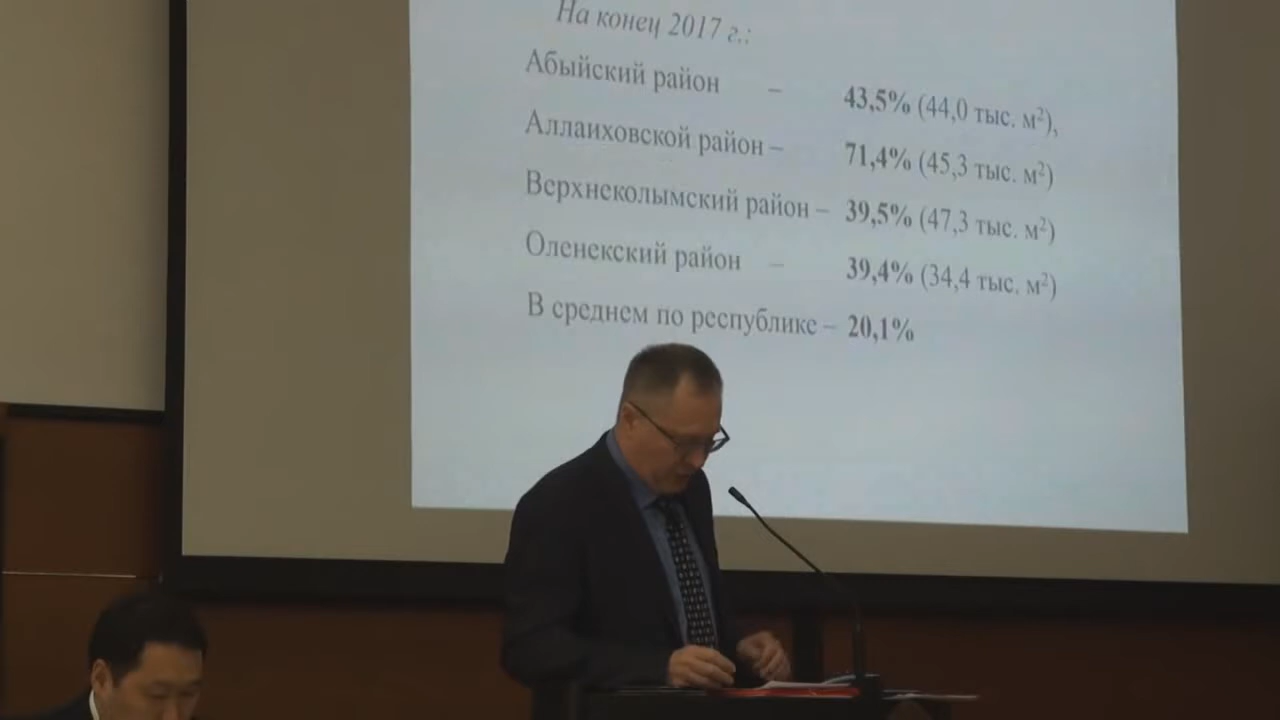 На конец 2017 г.:
Абыйский район – 43,5% (44,0 тыс. м²),
Аллаиховской район – 71,4% (45,3 тыс. м²)
Верхнеколымский район – 39,5% (47,3 тыс. м²)
Оленекский район – 39,4% (34,4 тыс. м²)
В среднем по республике – 20,1%